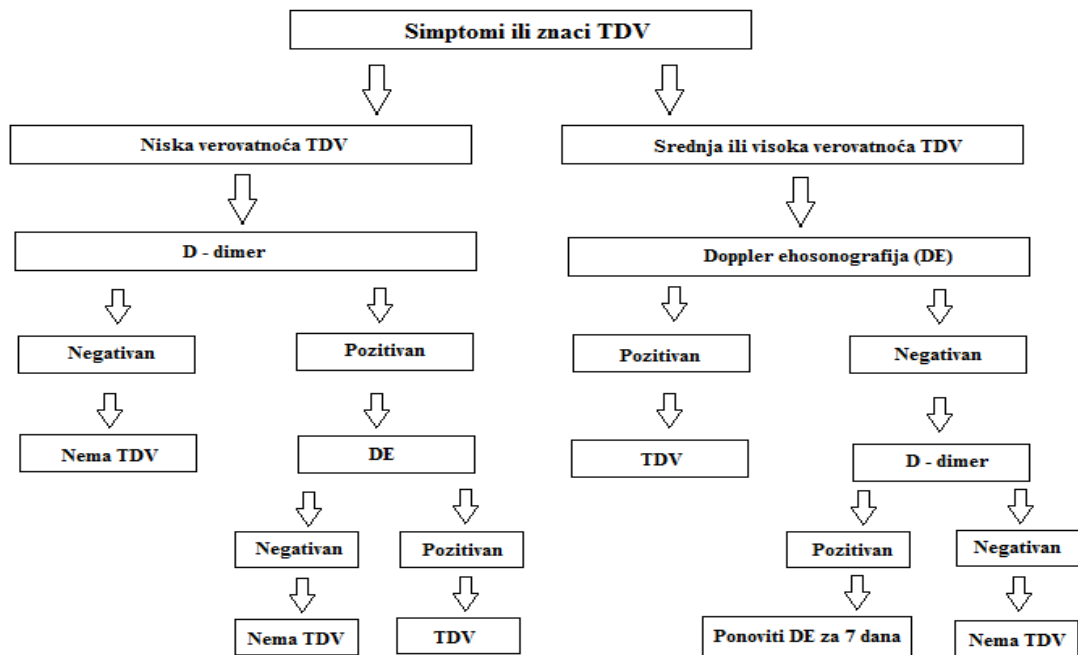 Simptomi ili znaci TDV
Niska verovatnoća TDV
Srednja ili visoka verovatnoća TDV
D - dimer
Doppler ehosonografija (DE)
Negativan
Pozitivan
Pozitivan
Negativan
Nema TDV
DE
TDV
D - dimer
Negativan
Pozitivan
Pozitivan
Negativan
Nema TDV
TDV
Ponoviti DE za 7 dana
Nema TDV